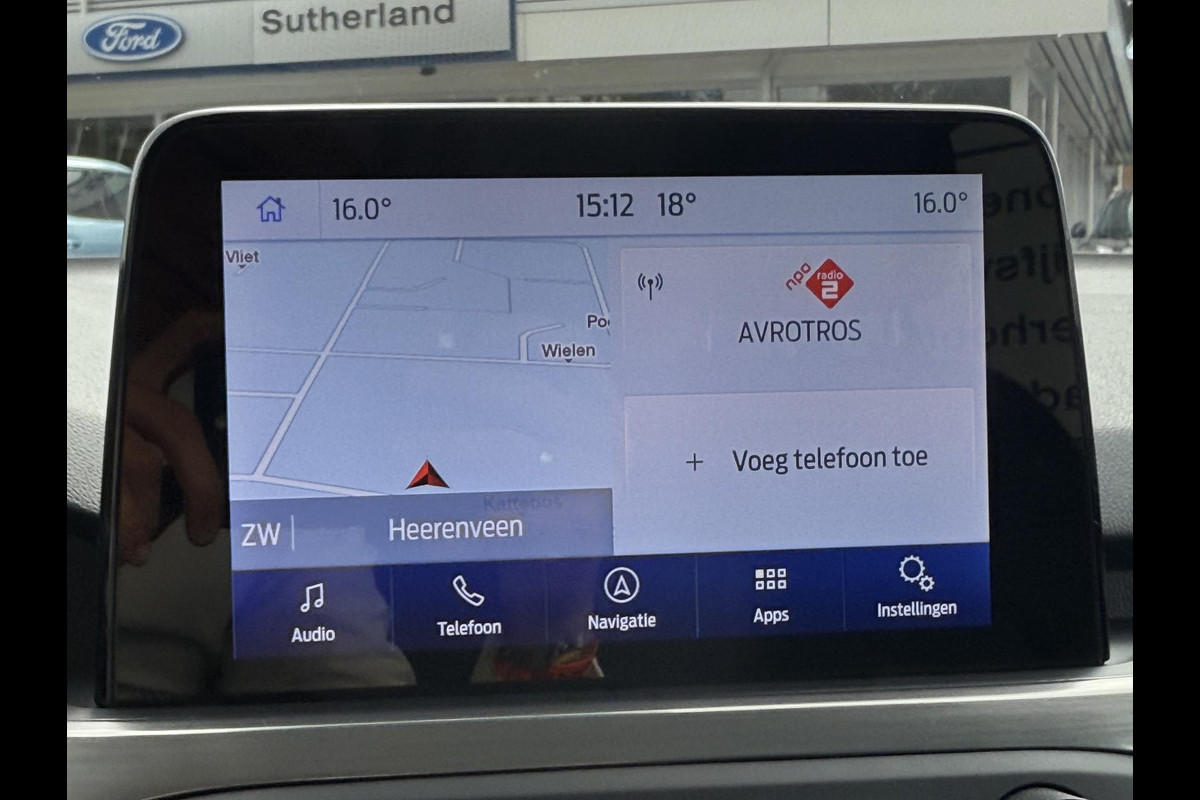 Ford
Sutherland
16.0°
15:12
18°
16.0°
Vliet
Wielen
npo
radio
2
AVROTROS
+ Voeg telefoon toe
ZW
Heerenveen
Audio
Telefoon
Navigatie
Apps
Instellingen